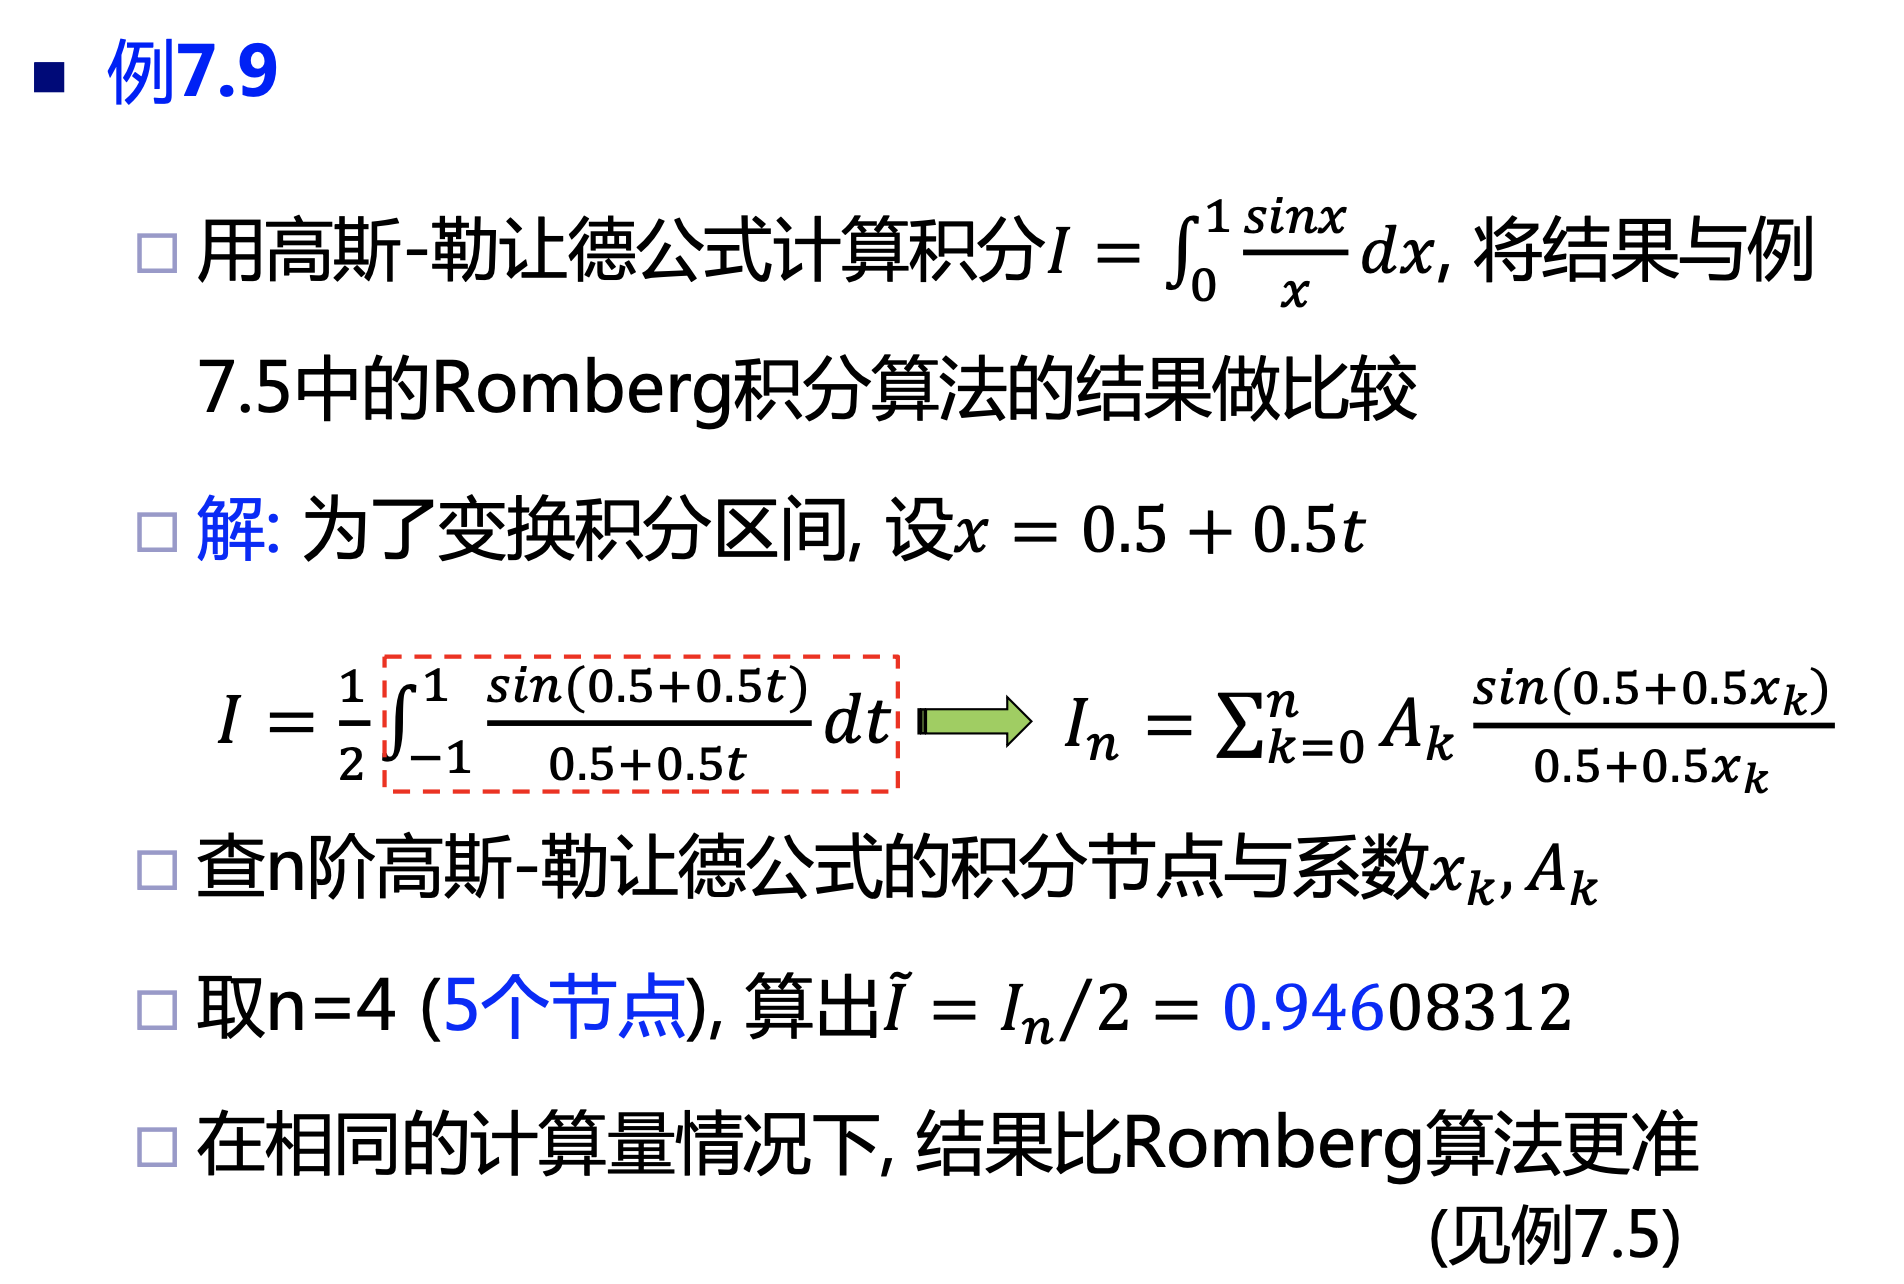 例7.9
用高斯-勒让德公式计算积分$I = \int_0^1 \frac{sinx}{x} dx$, 将结果与例
7.5中的Romberg积分算法的结果做比较
解: 为了变换积分区间, 设$x = 0.5 + 0.5t$
$I = \frac{1}{2} \int_{-1}^{1} \frac{sin(0.5+0.5t)}{0.5+0.5t} dt$ $I_n = \sum_{k=0}^{n} A_k \frac{sin(0.5+0.5x_k)}{0.5+0.5x_k}$
查n阶高斯-勒让德公式的积分节点与系数$x_k, A_k$
取n=4 (5个节点), 算出$\tilde{I} = I_n/2 = 0.94608312$
在相同的计算量情况下, 结果比Romberg算法更准
(见例7.5)